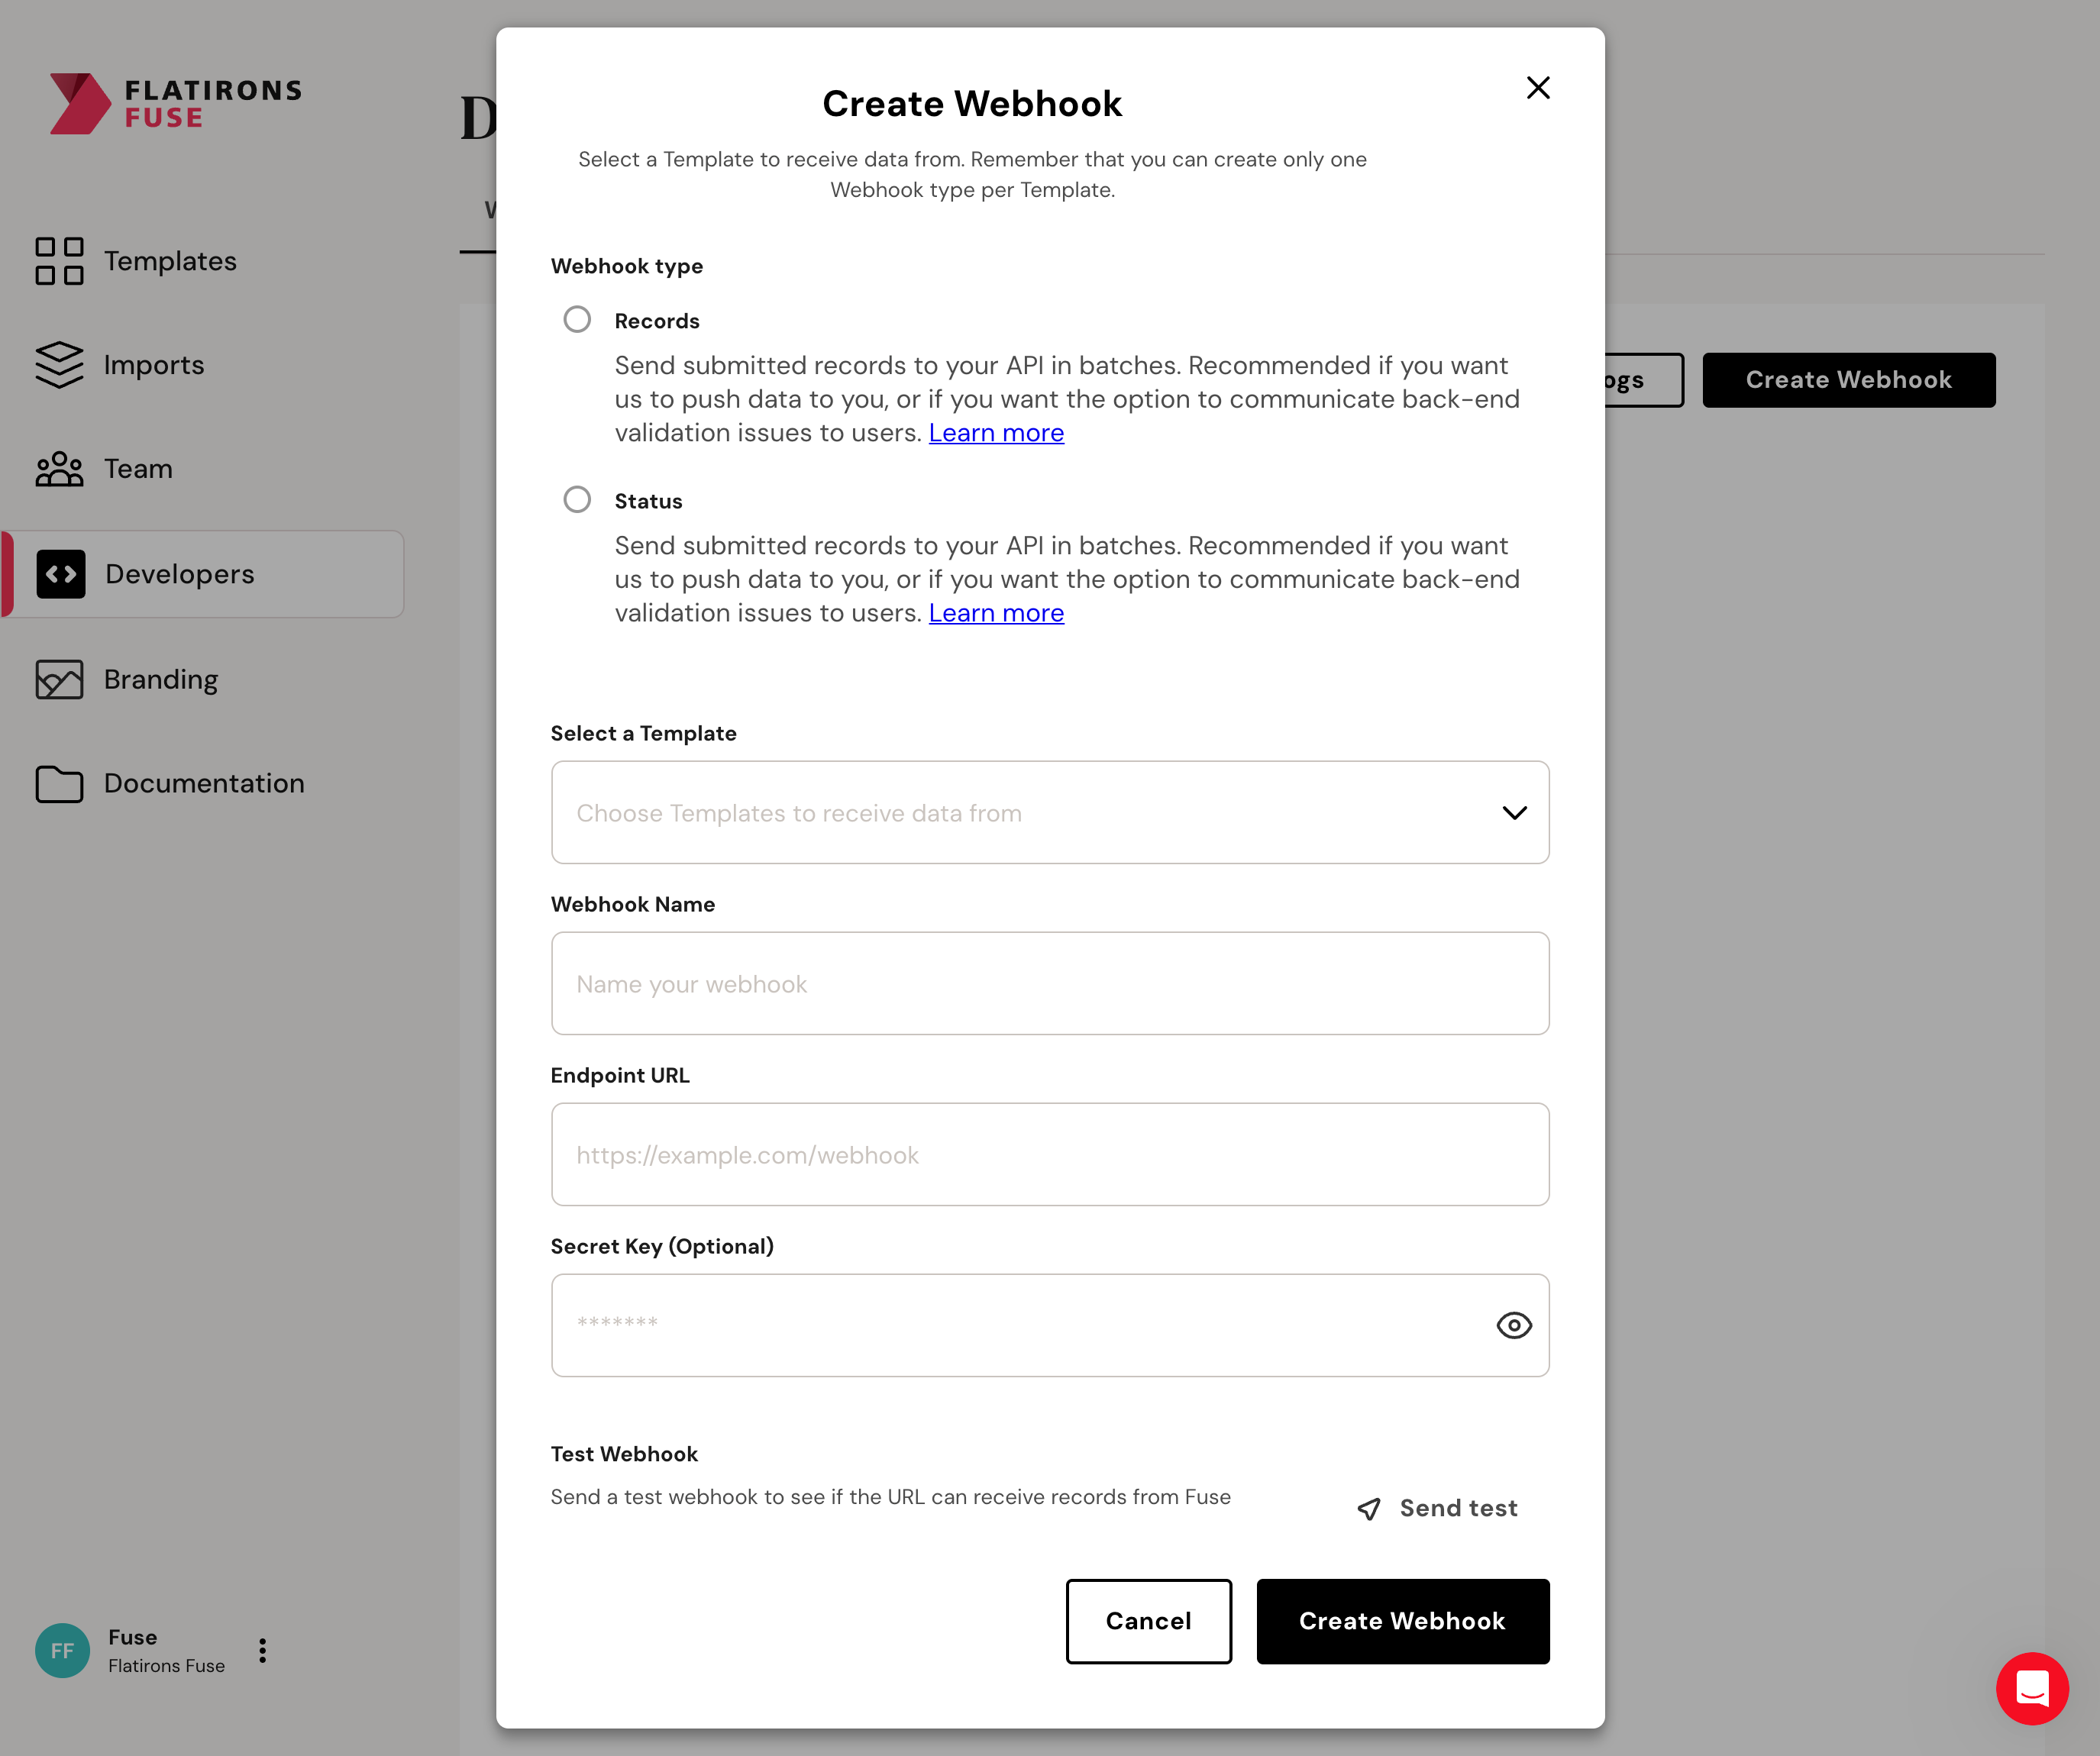 FLATIRONS
FUSE
Templates
Imports
Team
Developers
Branding
Documentation
FF
Fuse
Flatirons Fuse
D
Create Webhook
Create Webhook
Select a Template to receive data from. Remember that you can create only one
Webhook type per Template.
Webhook type
Records
Send submitted records to your API in batches. Recommended if you want
us to push data to you, or if you want the option to communicate back-end
validation issues to users. Learn more
Status
Send submitted records to your API in batches. Recommended if you want
us to push data to you, or if you want the option to communicate back-end
validation issues to users. Learn more
Select a Template
Choose Templates to receive data from
Webhook Name
Name your webhook
Endpoint URL
https://example.com/webhook
Secret Key (Optional)
*******
Test Webhook
Send a test webhook to see if the URL can receive records from Fuse
Send test
Cancel
Create Webhook